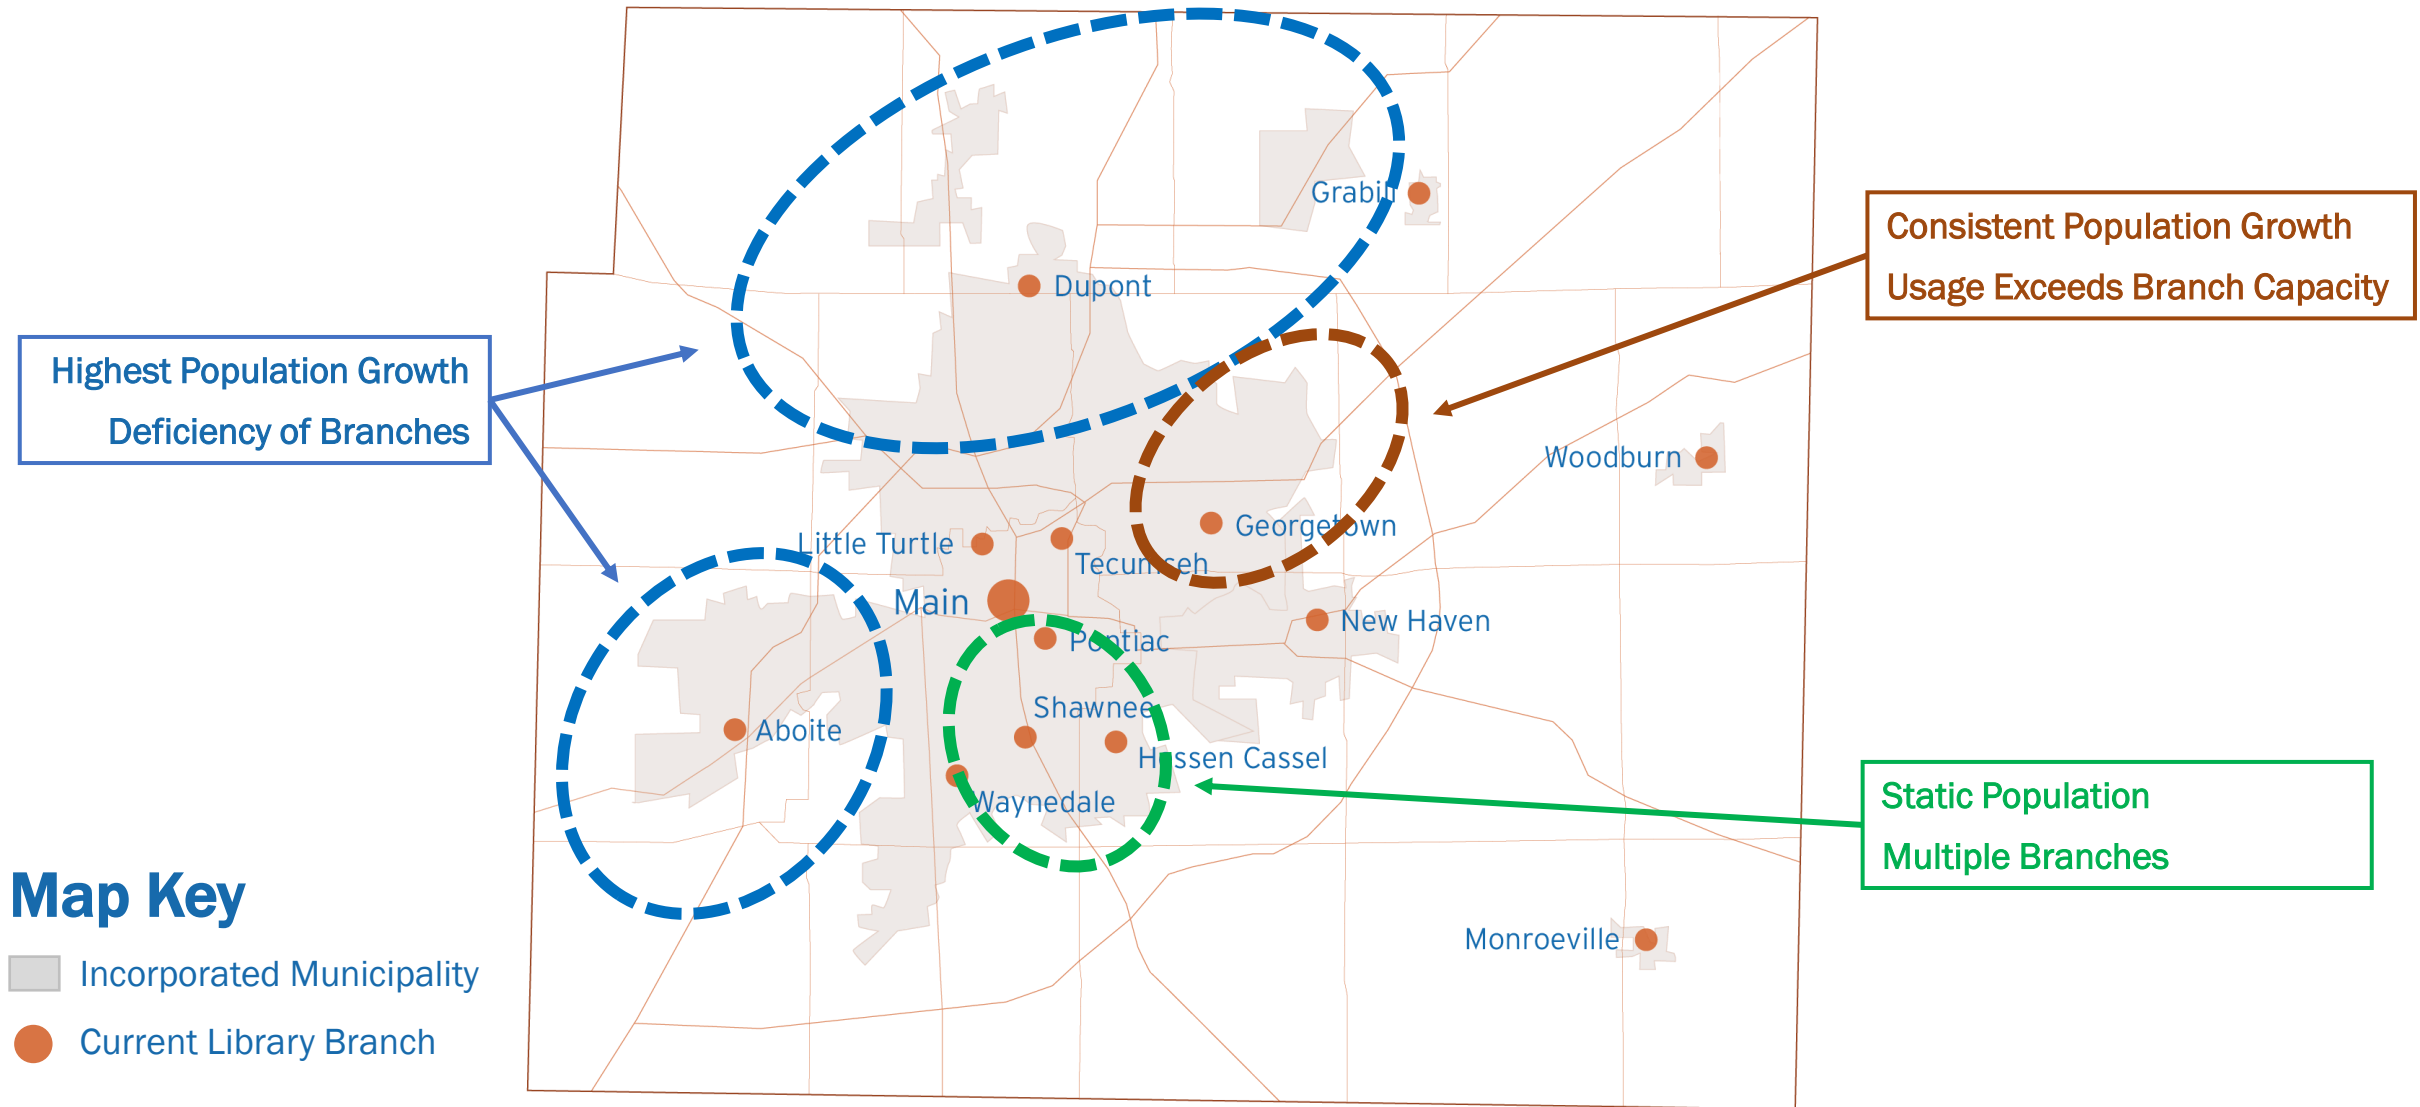 Grabill
Consistent Population Growth
Usage Exceeds Branch Capacity
Dupont
Highest Population Growth
Deficiency of Branches
Woodburn
Georgetown
Little Turtle
Tecumseh
Main
New Haven
Pontiac
Shawnee
Aboite
Hessen Cassel
Waynedale
Static Population
Multiple Branches
Map Key
Monroeville
Incorporated Municipality
Current Library Branch